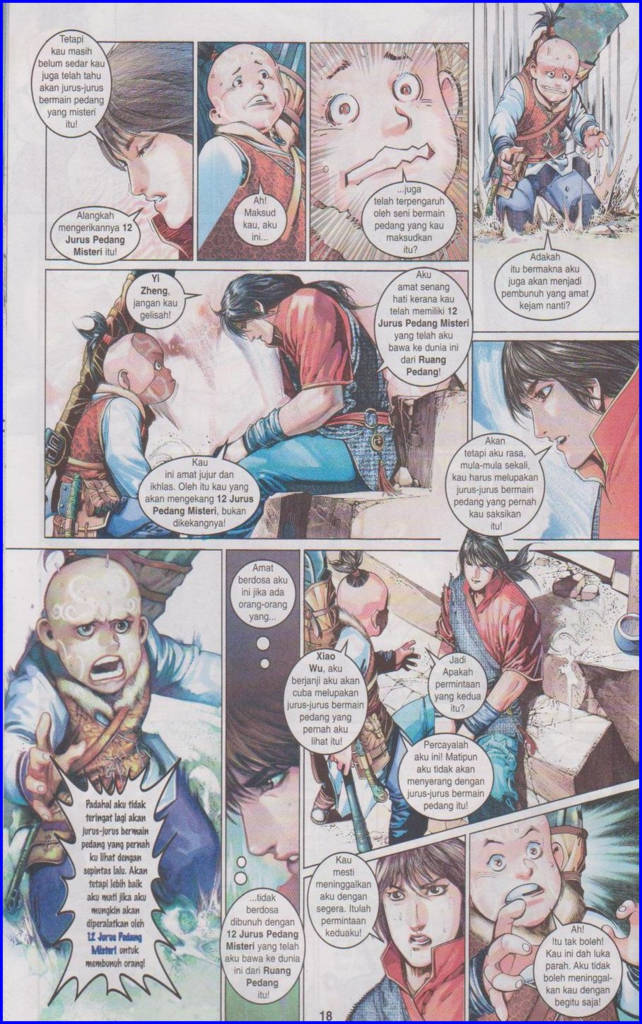 Tetapi
kau masih
belum sedar kau
juga telah tahu
akan jurus-jurus
bermain pedang
yang misteri
itu!
Alangkah
mengerikannya 12
Jurus Pedang
Misteri itu!
Ah!
Maksud
kau, aku
ini...
...juga
telah terpengaruh
oleh seni bermain
pedang yang kau
maksudkan
itu?
Adakah
itu bermakna aku
juga akan menjadi
pembunuh yang amat
kejam nanti?
Yi
Zheng,
jangan kau
gelisah!
Aku
amat senang
hati kerana kau
telah memiliki 12
Jurus Pedang Misteri
yang telah aku
bawa ke dunia ini
dari Ruang
Pedang!
Kau
ini amat jujur dan
ikhlas. Oleh itu kau yang
akan mengekang 12 Jurus
Pedang Misteri, bukan
dikekangnya!
Akan
tetapi aku rasa,
mula-mula sekali,
kau harus melupakan
jurus-jurus bermain
pedang yang pernah
kau saksikan
itu!
Padahal aku tidak
teringat lagi akan
jurus-jurus bermain
pedang yang pernah
ku lihat dengan
sepintas lalu. Akan
tetapi lebih baik
aku mati jika aku
mungkin akan
diperalatkan oleh
12 Jurus Pedang
Misteri untuk
membunuh orang!
Amat
berdosa aku
ini jika ada
orang-orang
yang...
...tidak
berdosa
dibunuh dengan
12 Jurus Pedang
Misteri yang telah
aku bawa ke dunia
ini dari Ruang
Pedang
itu!
Xiao
Wu, aku
berjanji aku akan
cuba melupakan
jurus-jurus bermain
pedang yang
pernah aku
lihat itu!
Jadi
Apakah
permintaan
yang kedua
itu?
Percayalah
aku ini! Matipun
aku tidak akan
menyerang dengan
jurus-jurus bermain
pedang itu!
Kau
mesti
meninggalkan
aku dengan
segera. Itulah
permintaan
keduaku!
Ah!
Itu tak boleh!
Kau ini dah luka
parah. Aku tidak
boleh meninggal-
kan kau dengan
begitu saja!
18